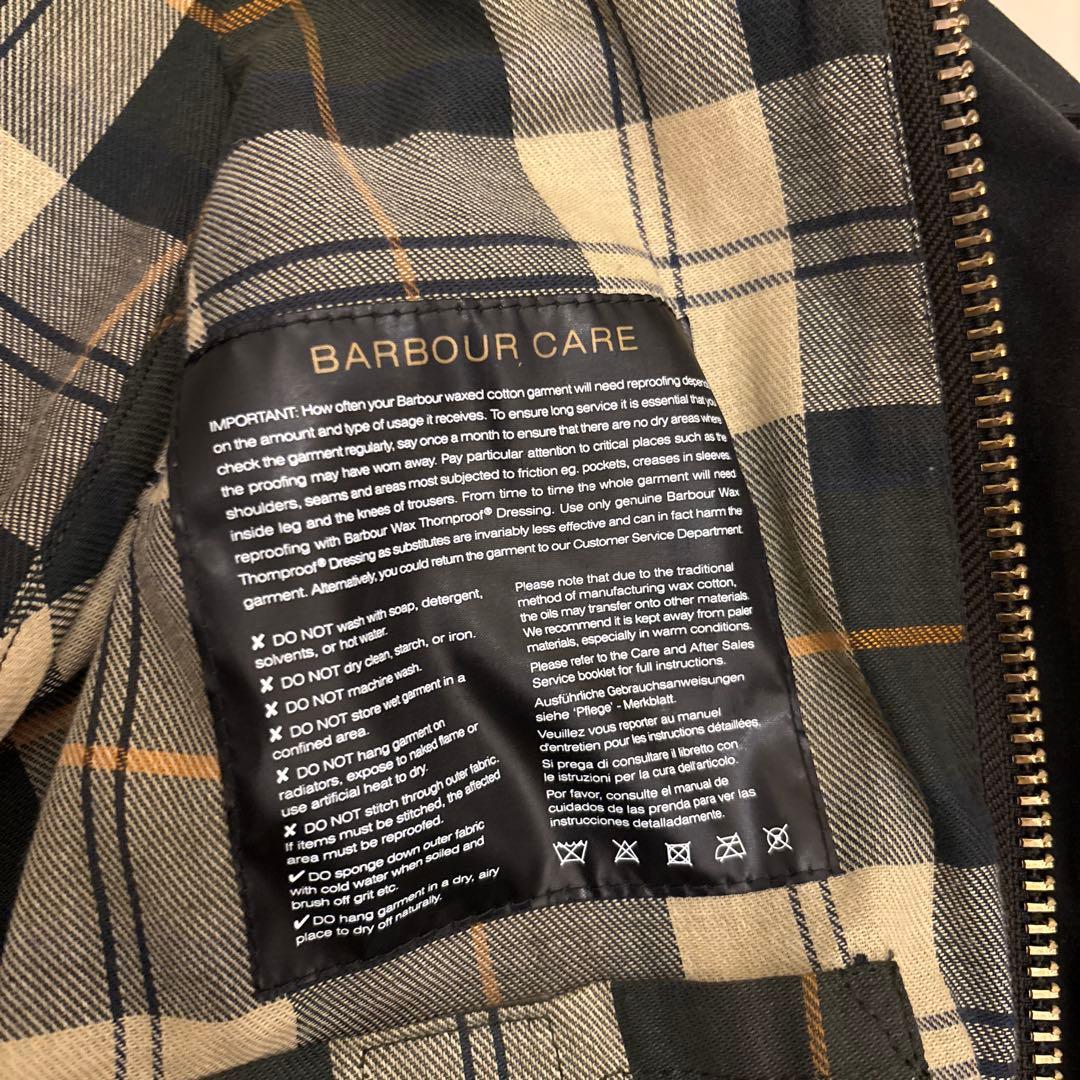 BARBOUR CARE
IMPORTANT: How often your Barbour waxed cotton garment will need reproofing
on the amount and type of usage it receives. To ensure long service it is essential that
check the garment regularly, say once a month to ensure that there are no dry areas where
the proofing may have worn away. Pay particular attention to critical places such as the
shoulders, seams and areas most subjected to friction eg. pockets, creases in sleeves,
inside leg and the knees of trousers. From time to time the whole garment will need
reproofing with Barbour Wax Thornproof® Dressing. Use only genuine Barbour Wax
Thornproof® Dressing as substitutes are invariably less effective and can in fact harm the
garment. Alternatively, you could return the garment to our Customer Service Department.
✘ DO NOT wash with soap, detergent,
solvents, or hot water.
✘ DO NOT dry clean, starch, or iron.
✘ DO NOT machine wash.
✘ DO NOT store wet garment in a
confined area.
✘ DO NOT hang garment on
radiators, expose to naked flame or
use artificial heat to dry.
✘ DO NOT stitch through outer fabric.
If items must be stitched, the affected
area must be reproofed.
✔ DO sponge down outer fabric
with cold water when soiled and
brush off grit etc.
✔ DO hang garment in a dry, airy
place to dry off naturally.
Please note that due to the traditional
method of manufacturing wax cotton,
the oils may transfer onto other materials.
We recommend it is kept away from paler
materials, especially in warm conditions.
Please refer to the Care and After Sales
Service booklet for full instructions.
Ausführliche Gebrauchsanweisungen
siehe 'Pflege' - Merkblatt.
Veuillez vous reporter au manuel
d'entretien pour les instructions détaillées.
Si prega di consultare il libretto con
le istruzioni per la cura dell'articolo.
Por favor, consulte el manual de
cuidados de las prenda para ver las
instrucciones detalladamente.